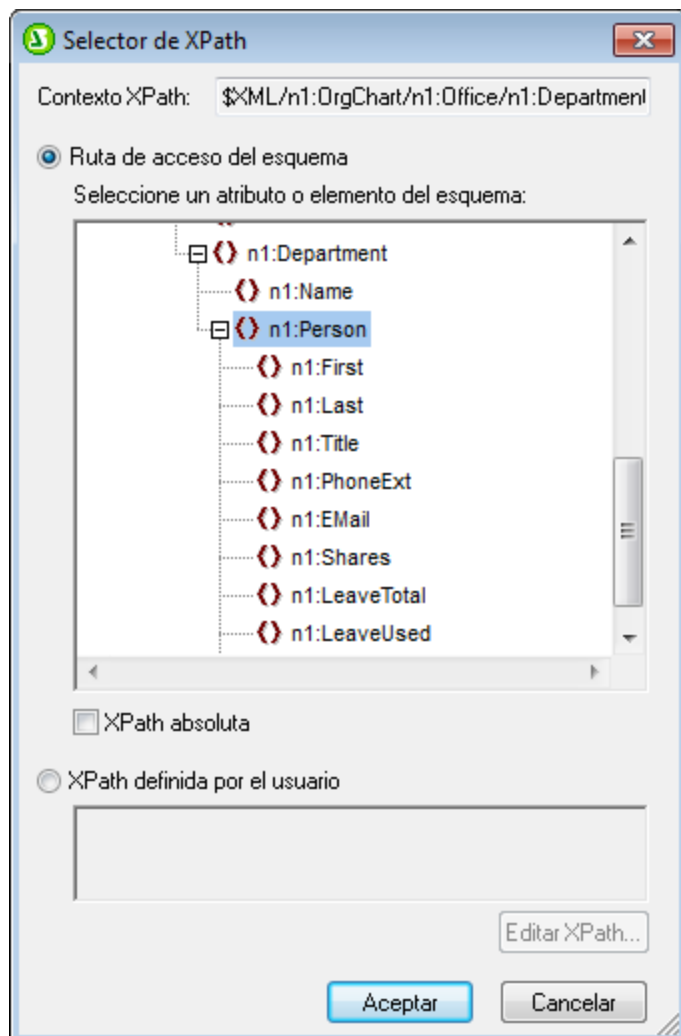 Selector de XPath
Contexto XPath: $XML/n1:OrgChart/n1:Office/n1:Department
Ruta de acceso del esquema
Seleccione un atributo o elemento del esquema:
n1:Department
n1:Name
n1:Person
n1:First
n1:Last
n1:Title
n1:PhoneExt
n1:EMail
n1:Shares
n1:LeaveTotal
n1:LeaveUsed
XPath absoluta
XPath definida por el usuario
Editar XPath...
Aceptar Cancelar